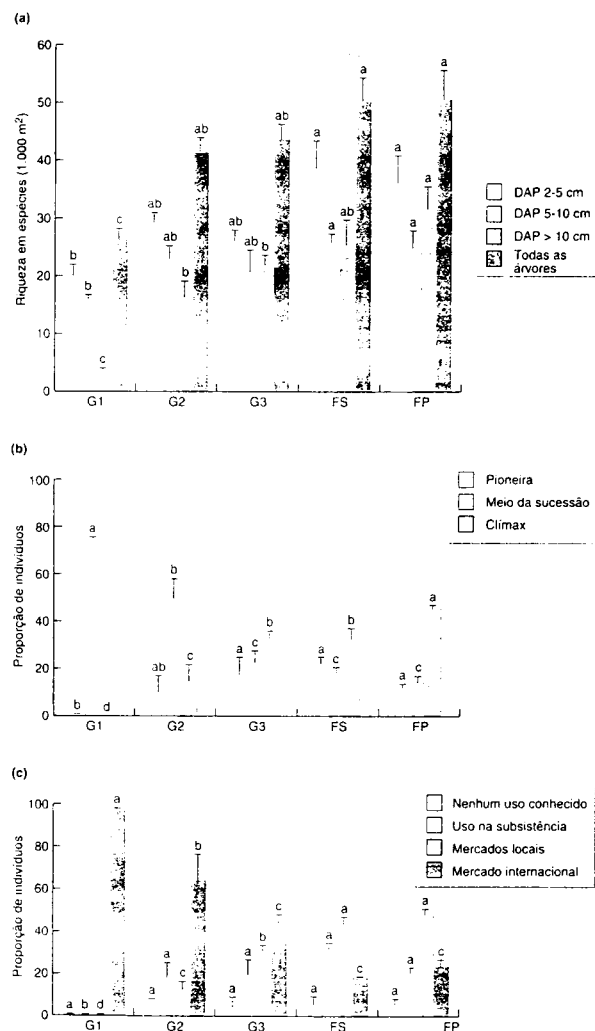 (a)
Riqueza em espécies (1.000 m²)
60
50
40
30
20
10
0
b b c c
ab ab b ab
ab ab b ab
a a a a
a a a a
G1 G2 G3 FS FP
DAP 2-5 cm
DAP 5-10 cm
DAP > 10 cm
Todas as
árvores
(b)
Proporção de indivíduos
100
80
60
40
20
0
b a d
ab b c
a c b
a c b
a c a
G1 G2 G3 FS FP
Pioneira
Meio da sucessão
Clímax
(c)
Proporção de indivíduos
100
80
60
40
20
0
a b d a
c a c b
a a b c
a a a c
a a a c
G1 G2 G3 FS FP
Nenhum uso conhecido
Uso na subsistência
Mercados locais
Mercado internacional